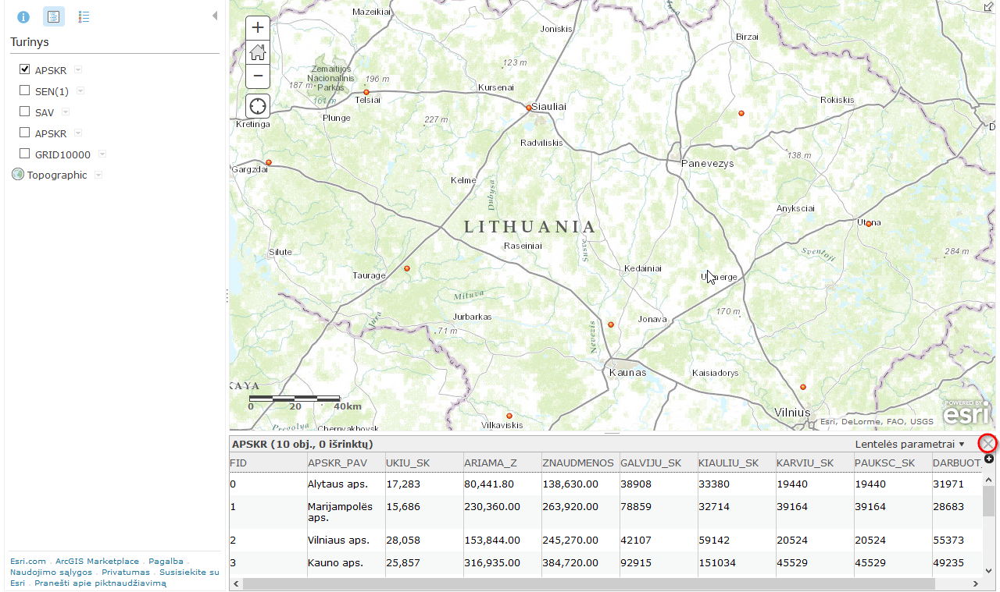 Turinys
APSKR
SEN(1)
SAV
APSKR
GRID10000
Topographic
Esri.com . ArcGIS Marketplace . Pagalba .
Naudojimo sąlygos . Privatumas . Susisiekite su
Esri . Pranešti apie piktnaudžiavimą
Mazeikiai
Joniskis
Birzai
123 m
Zemaitijos
Nacionalinis
Parkas
187 m
196 m
161 m
Telsiai
Kursenai
Siauliai
Rokiskis
Kretinga
Plunge
227 m
Radviliskis
138 m
Panevezys
Gargzdai
Kelme
Dubysa
Anyksciai
Utena
LITHUANIA
Susve
Raseiniai
Silute
Sventoji
284 m
Taurage
Kedainiai
Mituva
Jura
Jurbarkas
Jonava
170 m
71 m
Nevezis
Kaunas
Kaisiadorys
KAYA
0 20 40km
Vilnius
Pregolya
Chernyakhovsk
Vilkaviskis
Esri, DeLorme, FAO, USGS
POWERED BY
esri
APSKR (10 obj., 0 išrinktų)
Lentelės parametrai
FID APSKR_PAV UKIU_SK ARIAMA_Z ZNAUDMENOS GALVIJU_SK KIAULIU_SK KARVIU_SK PAUKSC_SK DARBUOT_
0 Alytaus aps. 17,283 80,441.80 138,630.00 38908 33380 19440 19440 31971
1 Marijampolės aps. 15,686 230,360.00 263,920.00 78859 32714 39164 39164 28683
2 Vilniaus aps. 28,058 153,844.00 245,270.00 42107 59142 20524 20524 55373
3 Kauno aps. 25,857 316,935.00 384,720.00 92915 151034 45529 45529 49235